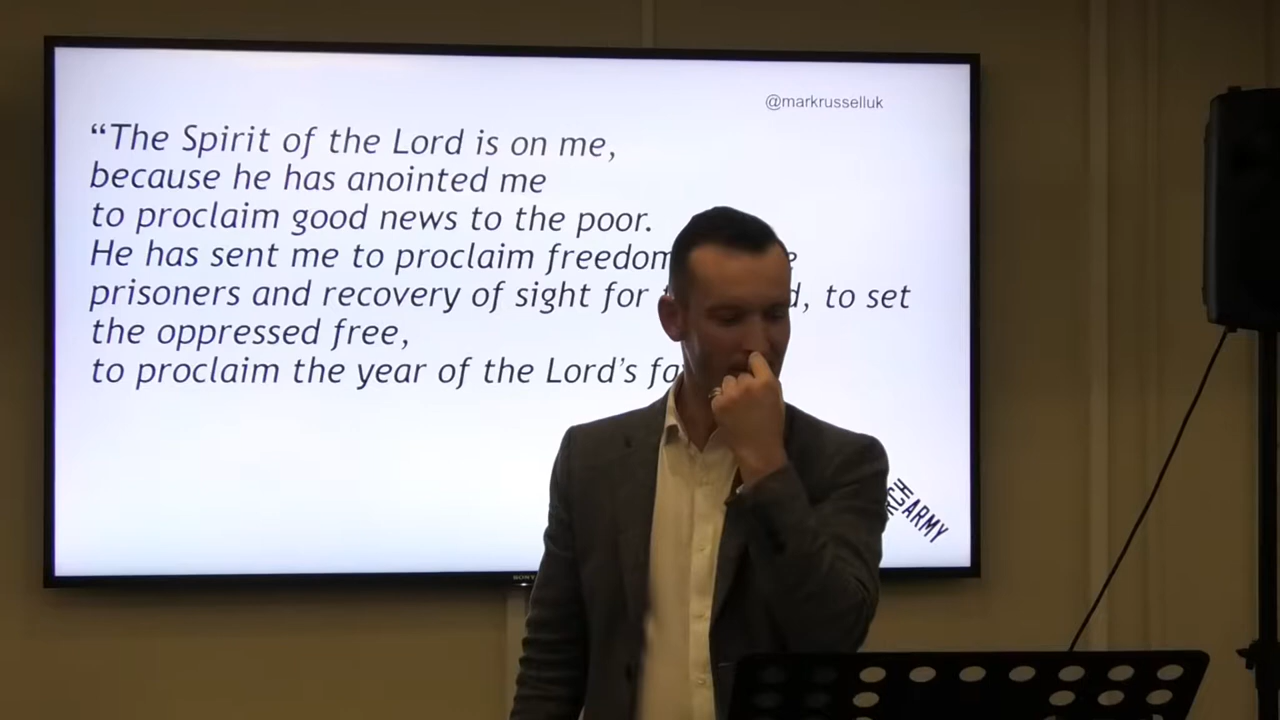 @markrusselluk
“The Spirit of the Lord is on me,
because he has anointed me
to proclaim good news to the poor.
He has sent me to proclaim freedom
prisoners and recovery of sight for to set
the oppressed free,
to proclaim the year of the Lord’s
ARMY
SONY